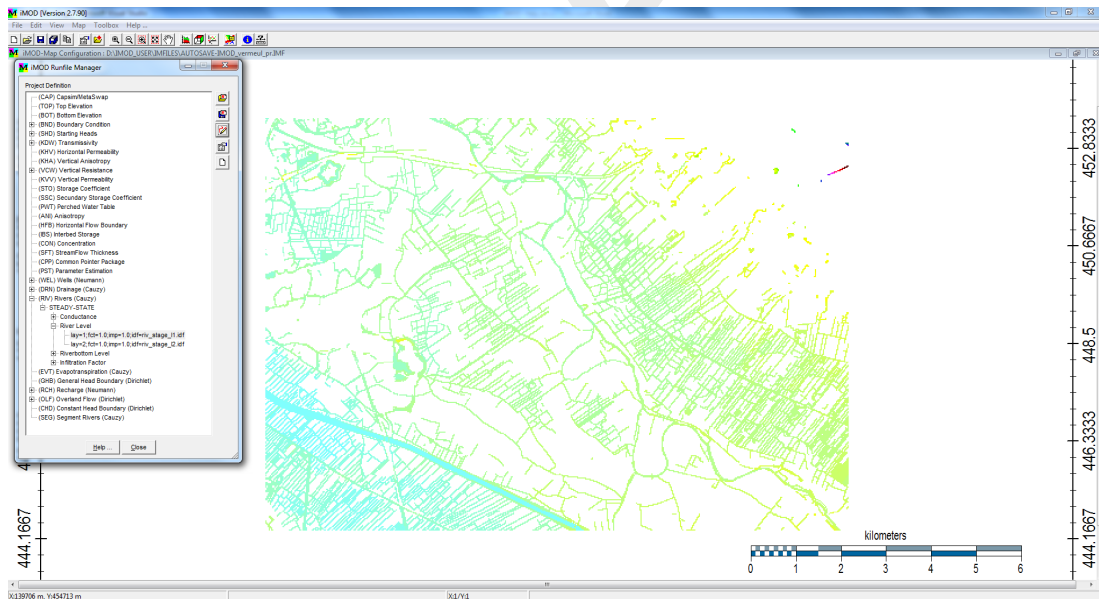 iMOD [Version 2.7.90]
File Edit View Map Toolbox Help ...
iMOD-Map Configuration : D:\IMOD_USER\IMFILES\AUTOSAVE-IMOD_vermeul_pr.IMF
iMOD Runfile Manager
Project Definition
(CAP) Capsim/MetaSwap
(TOP) Top Elevation
(BOT) Bottom Elevation
(BND) Boundary Condition
(SHD) Starting Heads
(KDW) Transmissivity
(KHV) Horizontal Permeability
(KHA) Vertical Anisotropy
(VCW) Vertical Resistance
(KVV) Vertical Permeability
(STO) Storage Coefficient
(SSC) Secundary Storage Coefficient
(PWT) Perched Water Table
(ANI) Anisotropy
(HFB) Horizontal Flow Boundary
(IBS) Interbed Storage
(CON) Concentration
(SFT) StreamFlow Thickness
(CPP) Common Pointer Package
(PST) Parameter Estimation
(WEL) Wells (Neumann)
(DRN) Drainage (Cauzy)
(RIV) Rivers (Cauzy)
STEADY-STATE
Conductance
River Level
lay=1;fct=1.0;imp=1.0;idf=riv_stage_l1.idf
lay=2;fct=1.0;imp=1.0;idf=riv_stage_l2.idf
Riverbottom Level
Infiltration Factor
(EVT) Evapotranspiration (Cauzy)
(GHB) General Head Boundary (Dirichlet)
(RCH) Recharge (Neumann)
(OLF) Overland Flow (Dirichlet)
(CHD) Constant Head Boundary (Dirichlet)
(SEG) Segment Rivers (Cauzy)
Help ... Close
444.1667
452.8333
450.6667
448.5
446.3333
444.1667
kilometers
0 1 2 3 4 5 6
X:139706 m, Y:454713 m
X:1/Y:1